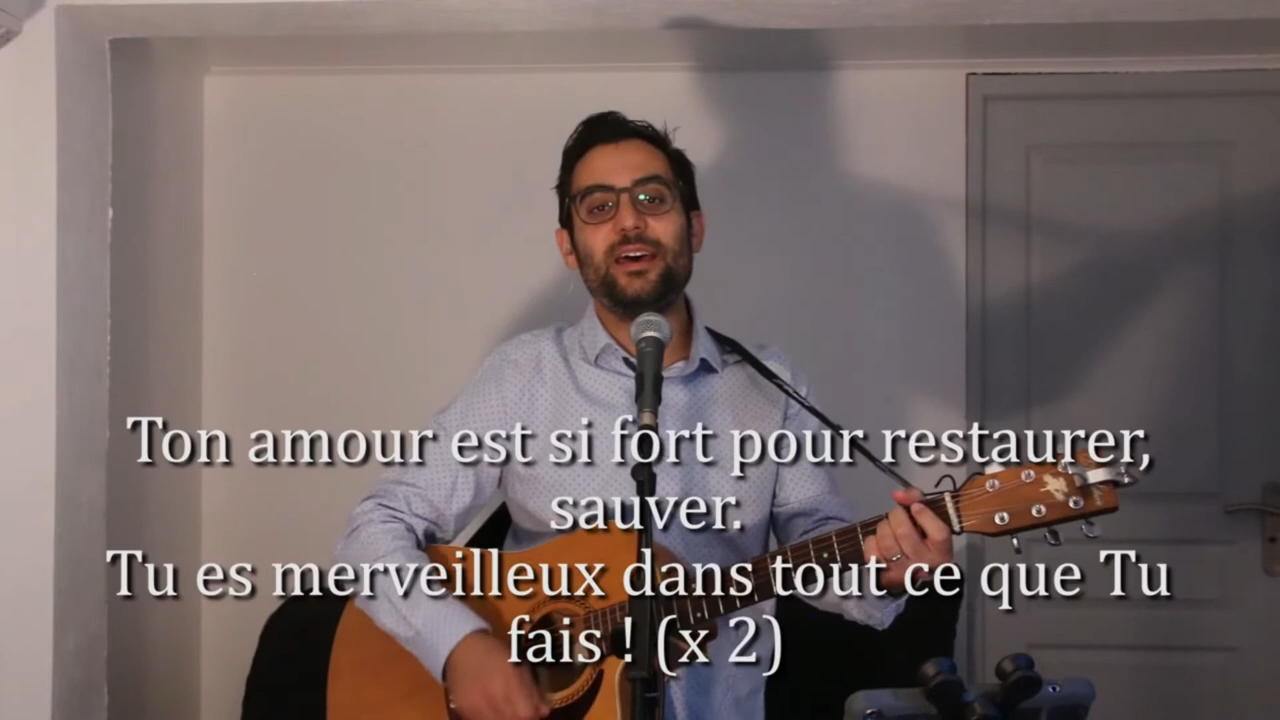 Ton amour est si fort pour restaurer,
sauver.
Tu es merveilleux dans tout ce que Tu
fais ! (x 2)